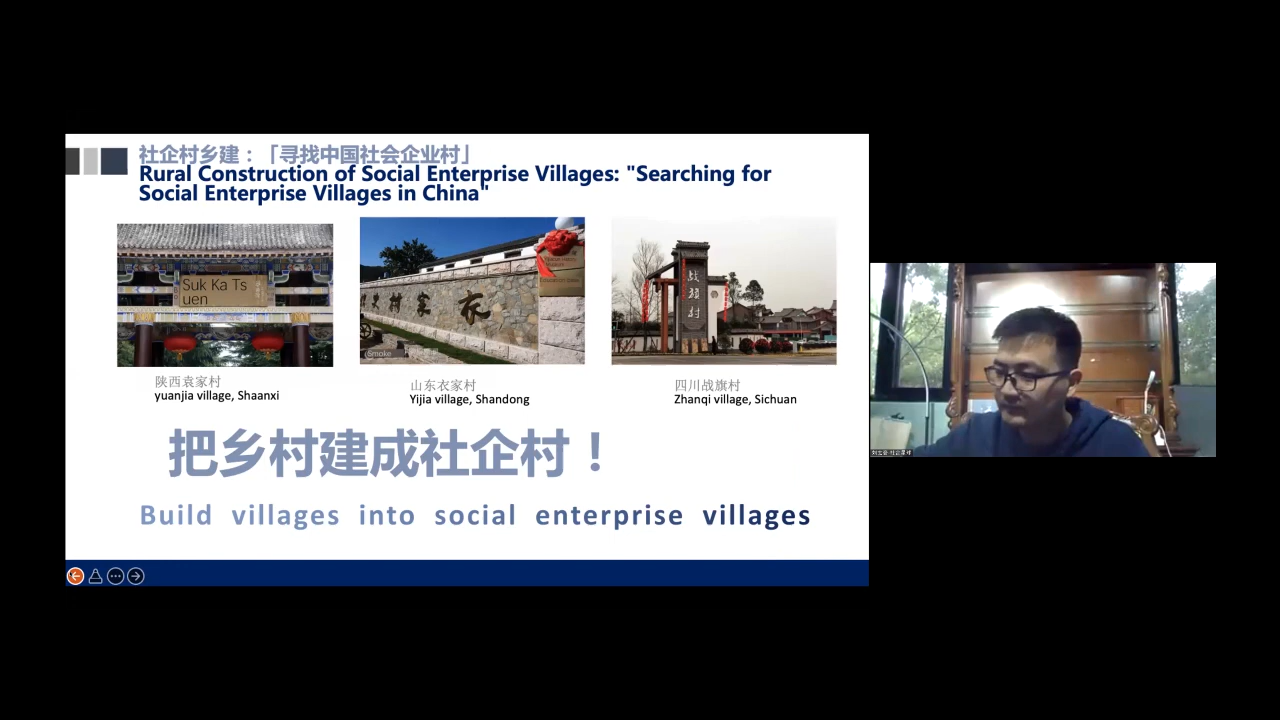 社企村乡建：「寻找中国社会企业村」
Rural Construction of Social Enterprise Villages: "Searching for
Social Enterprise Villages in China"
Suk Ka Ts
uen
村家衣
Smoke
战旗村
陕西袁家村
yuanjia village, Shaanxi
山东衣家村
Yijia village, Shandong
四川战旗村
Zhanqi village, Sichuan
把乡村建成社企村！
Build villages into social enterprise villages